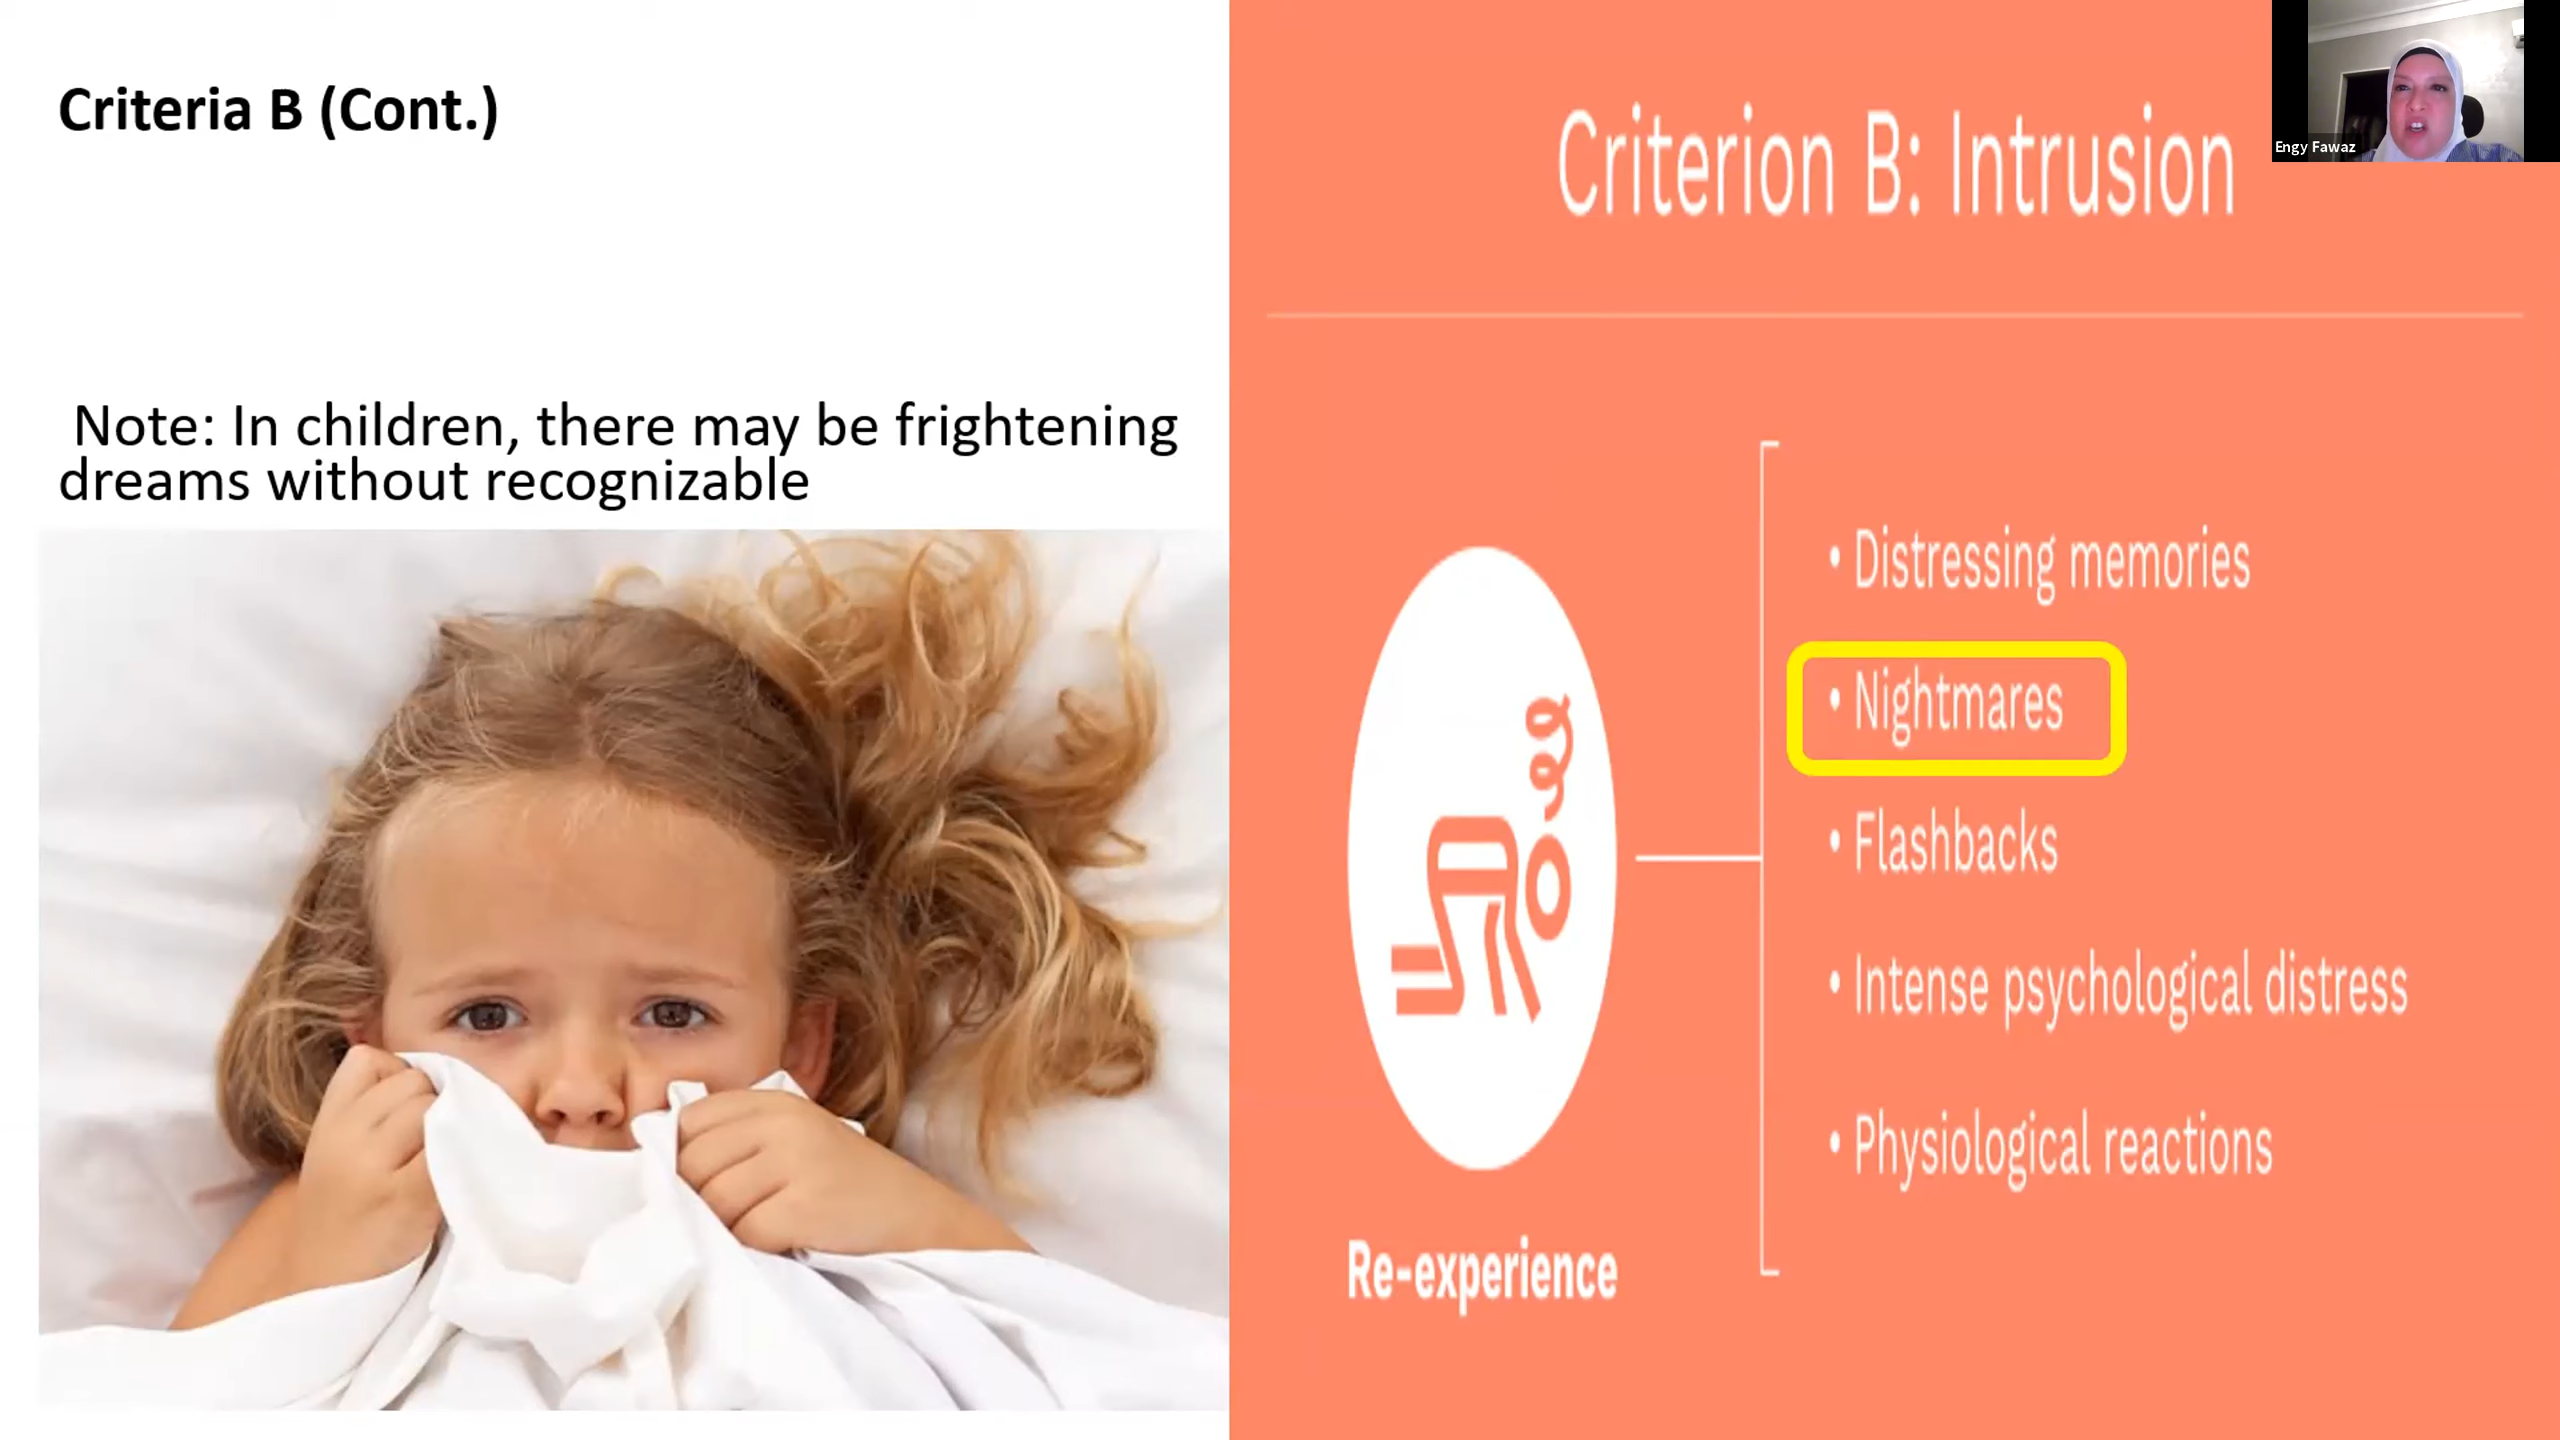 Criteria B (Cont.)
Note: In children, there may be frightening
dreams without recognizable
Criterion B: Intrusion
• Distressing memories
• Nightmares
• Flashbacks
• Intense psychological distress
• Physiological reactions
Re-experience
Engy Fawaz